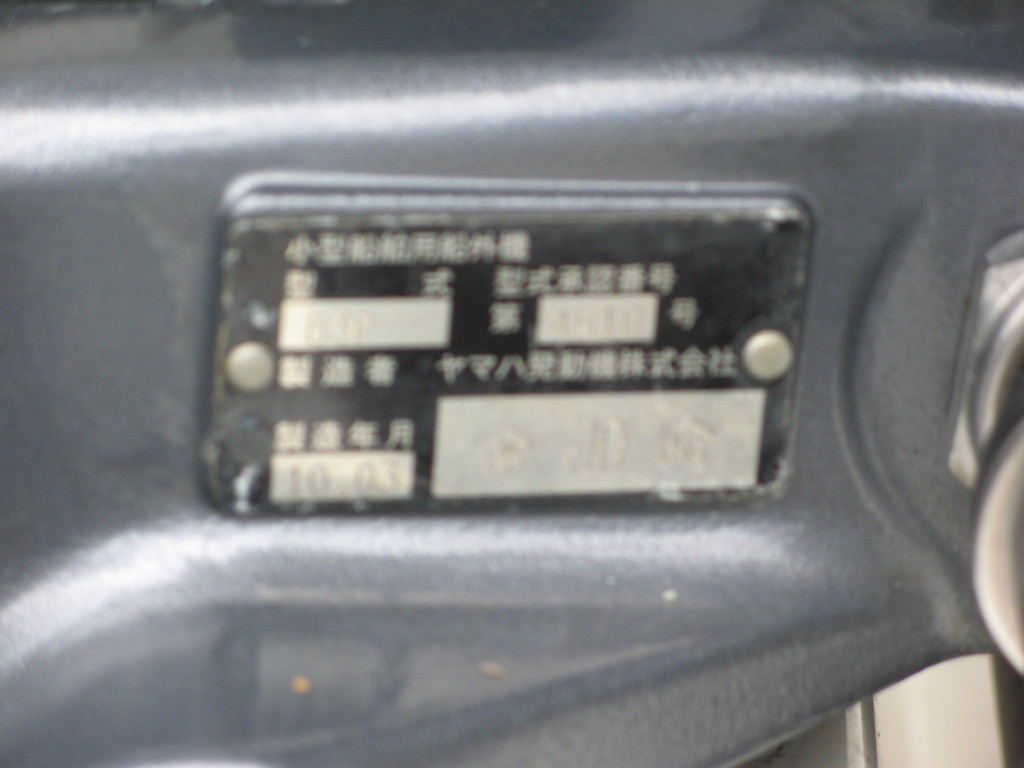 小型船舶用船外機
型 式 型式承認番号
63P 第 号
製造者 ヤマハ発動機株式会社
製造年月
10 03